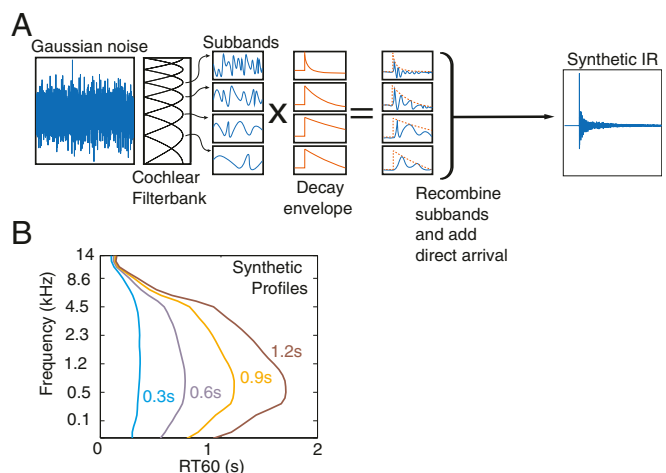 A
Gaussian noise
Subbands
Synthetic IR
X
=
Cochlear
Filterbank
Decay
envelope
Recombine
subbands
and add
direct arrival
B
Synthetic
Profiles
Frequency (kHz)
14
8.6
4.5
2.3
1.2
0.5
0.1
0.3s
0.6s
0.9s
1.2s
0
1
2
RT60 (s)